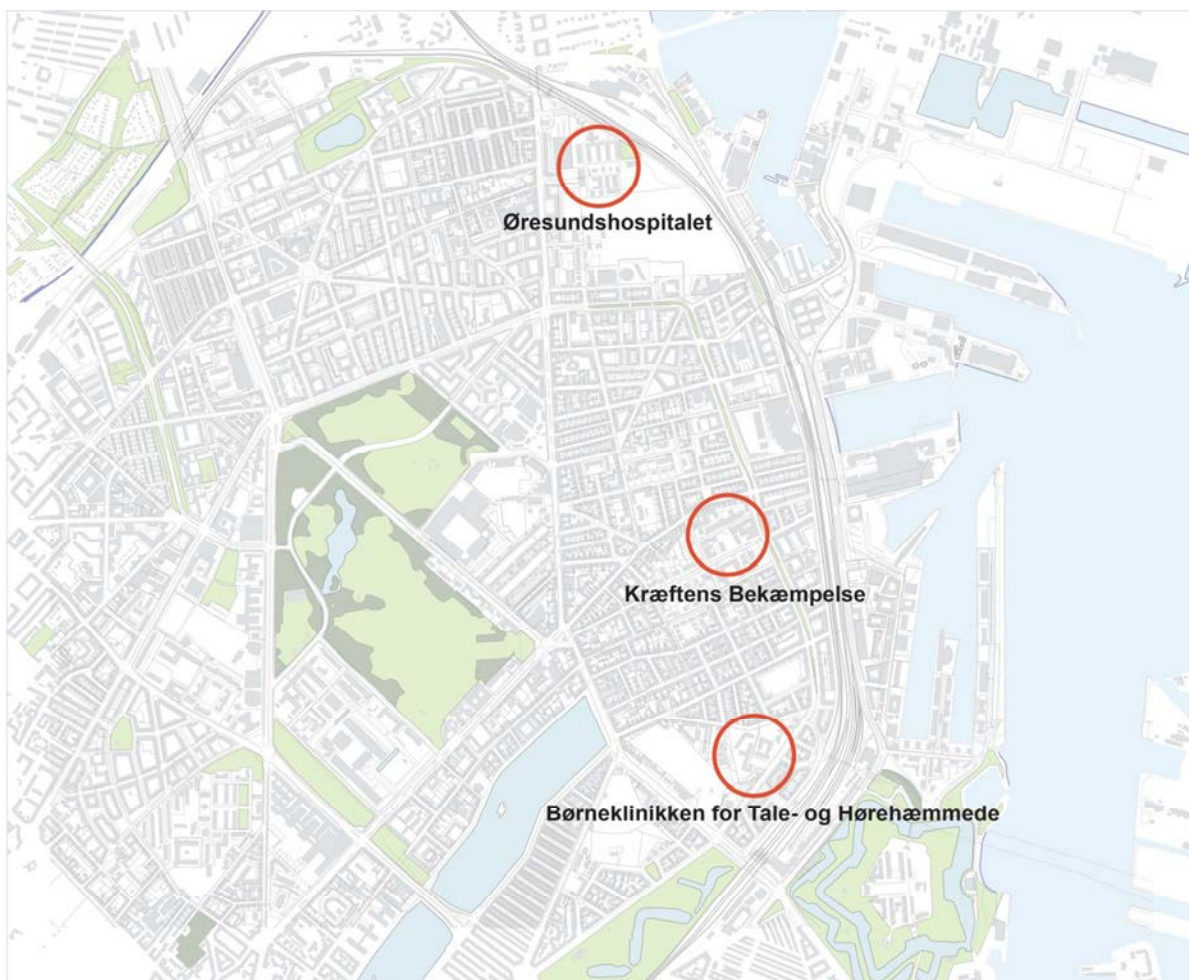 Øresundshospitalet
Kræftens Bekæmpelse
Børneklinikken for Tale- og Hørehæmmede